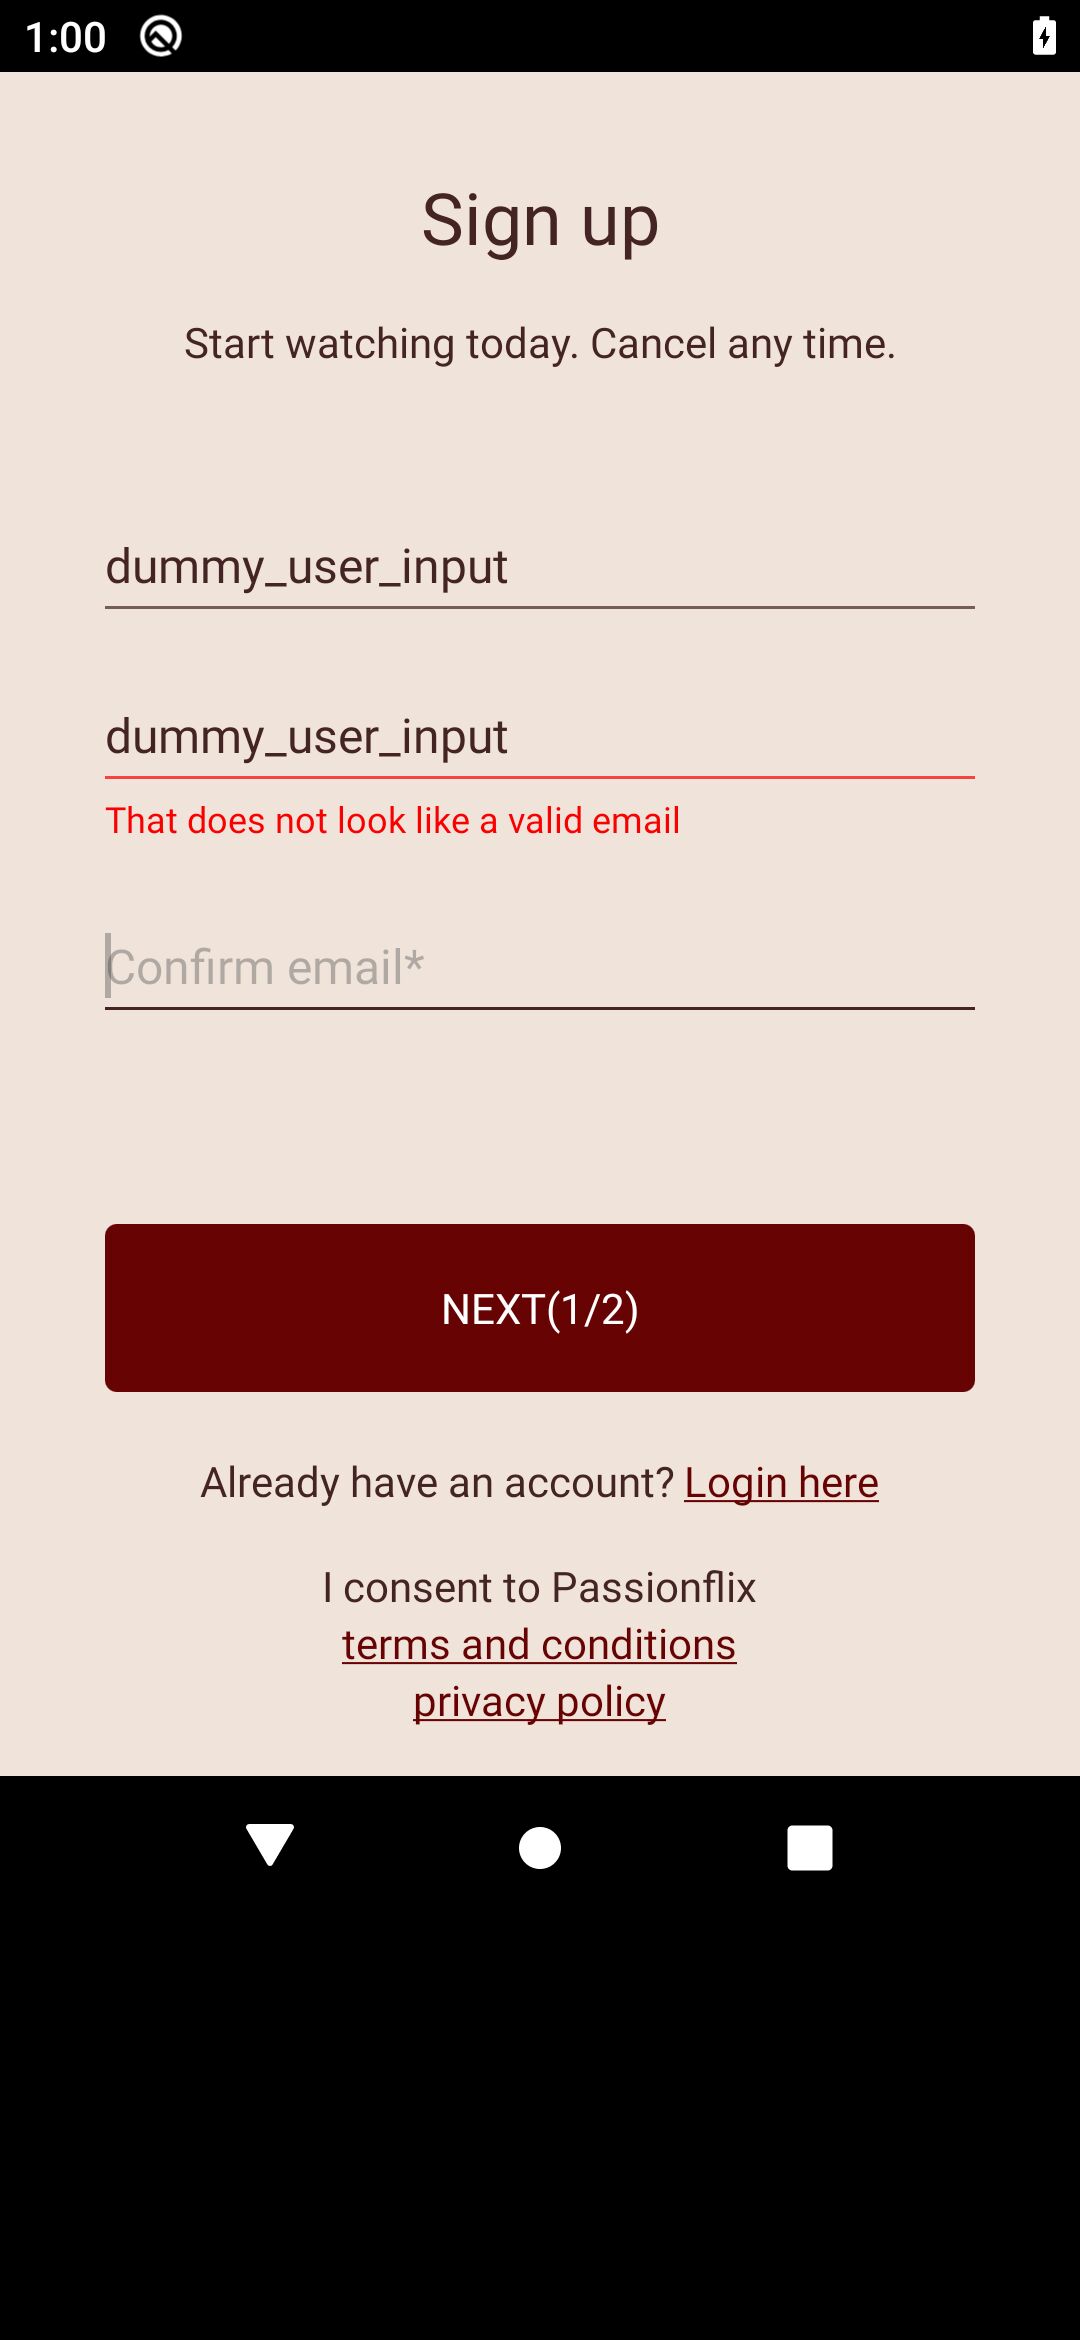 1:00
Sign up
Start watching today. Cancel any time.
dummy_user_input
dummy_user_input
That does not look like a valid email
Confirm email*
NEXT(1/2)
Already have an account? Login here
I consent to Passionflix
terms and conditions
privacy policy